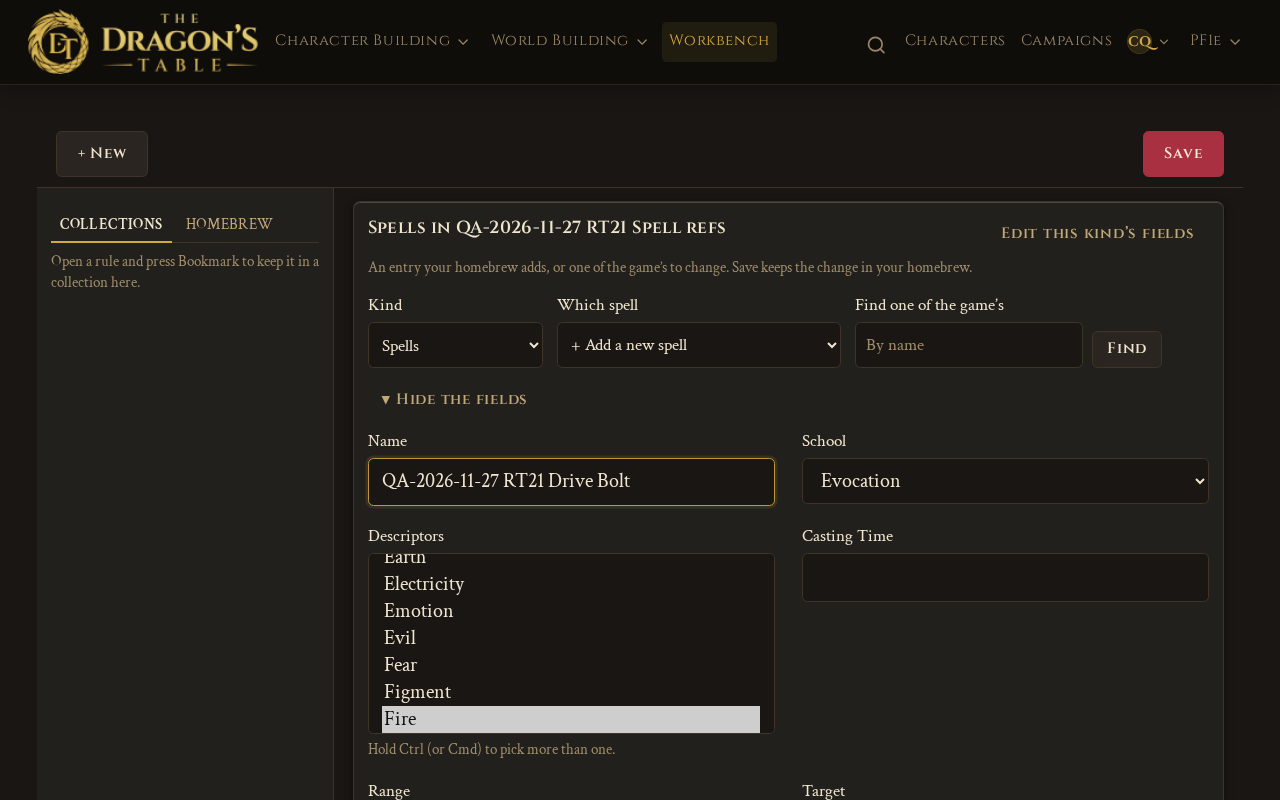 THE
DRAGON'S
TABLE
DT
Character Building
World Building
Workbench
Characters
Campaigns
CQ
PF1e
+ New
Save
COLLECTIONS
HOMEBREW
Open a rule and press Bookmark to keep it in a
collection here.
Spells in QA-2026-11-27 RT21 Spell refs
Edit this kind's fields
An entry your homebrew adds, or one of the game's to change. Save keeps the change in your homebrew.
Kind
Which spell
Find one of the game's
Spells
+ Add a new spell
By name
Find
▾ Hide the fields
Name
School
QA-2026-11-27 RT21 Drive Bolt
Evocation
Descriptors
Casting Time
Earth
Electricity
Emotion
Evil
Fear
Figment
Fire
Hold Ctrl (or Cmd) to pick more than one.
Range
Target